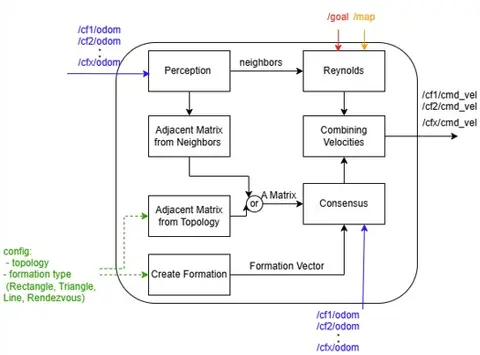 /goal /map
/cf1/odom
/cf2/odom
:
/cfx/odom
Perception
neighbors
Reynolds
/cf1/cmd_vel
/cf2/cmd_vel
:
/cfx/cmd_vel
Adjacent Matrix
from Neighbors
Combining
Velocities
Adjacent Matrix
from Topology
or
A Matrix
Consensus
config:
- topology
- formation type
(Rectangle, Triangle,
Line, Rendezvous)
Create Formation
Formation Vector
/cf1/odom
/cf2/odom
:
/cfx/odom